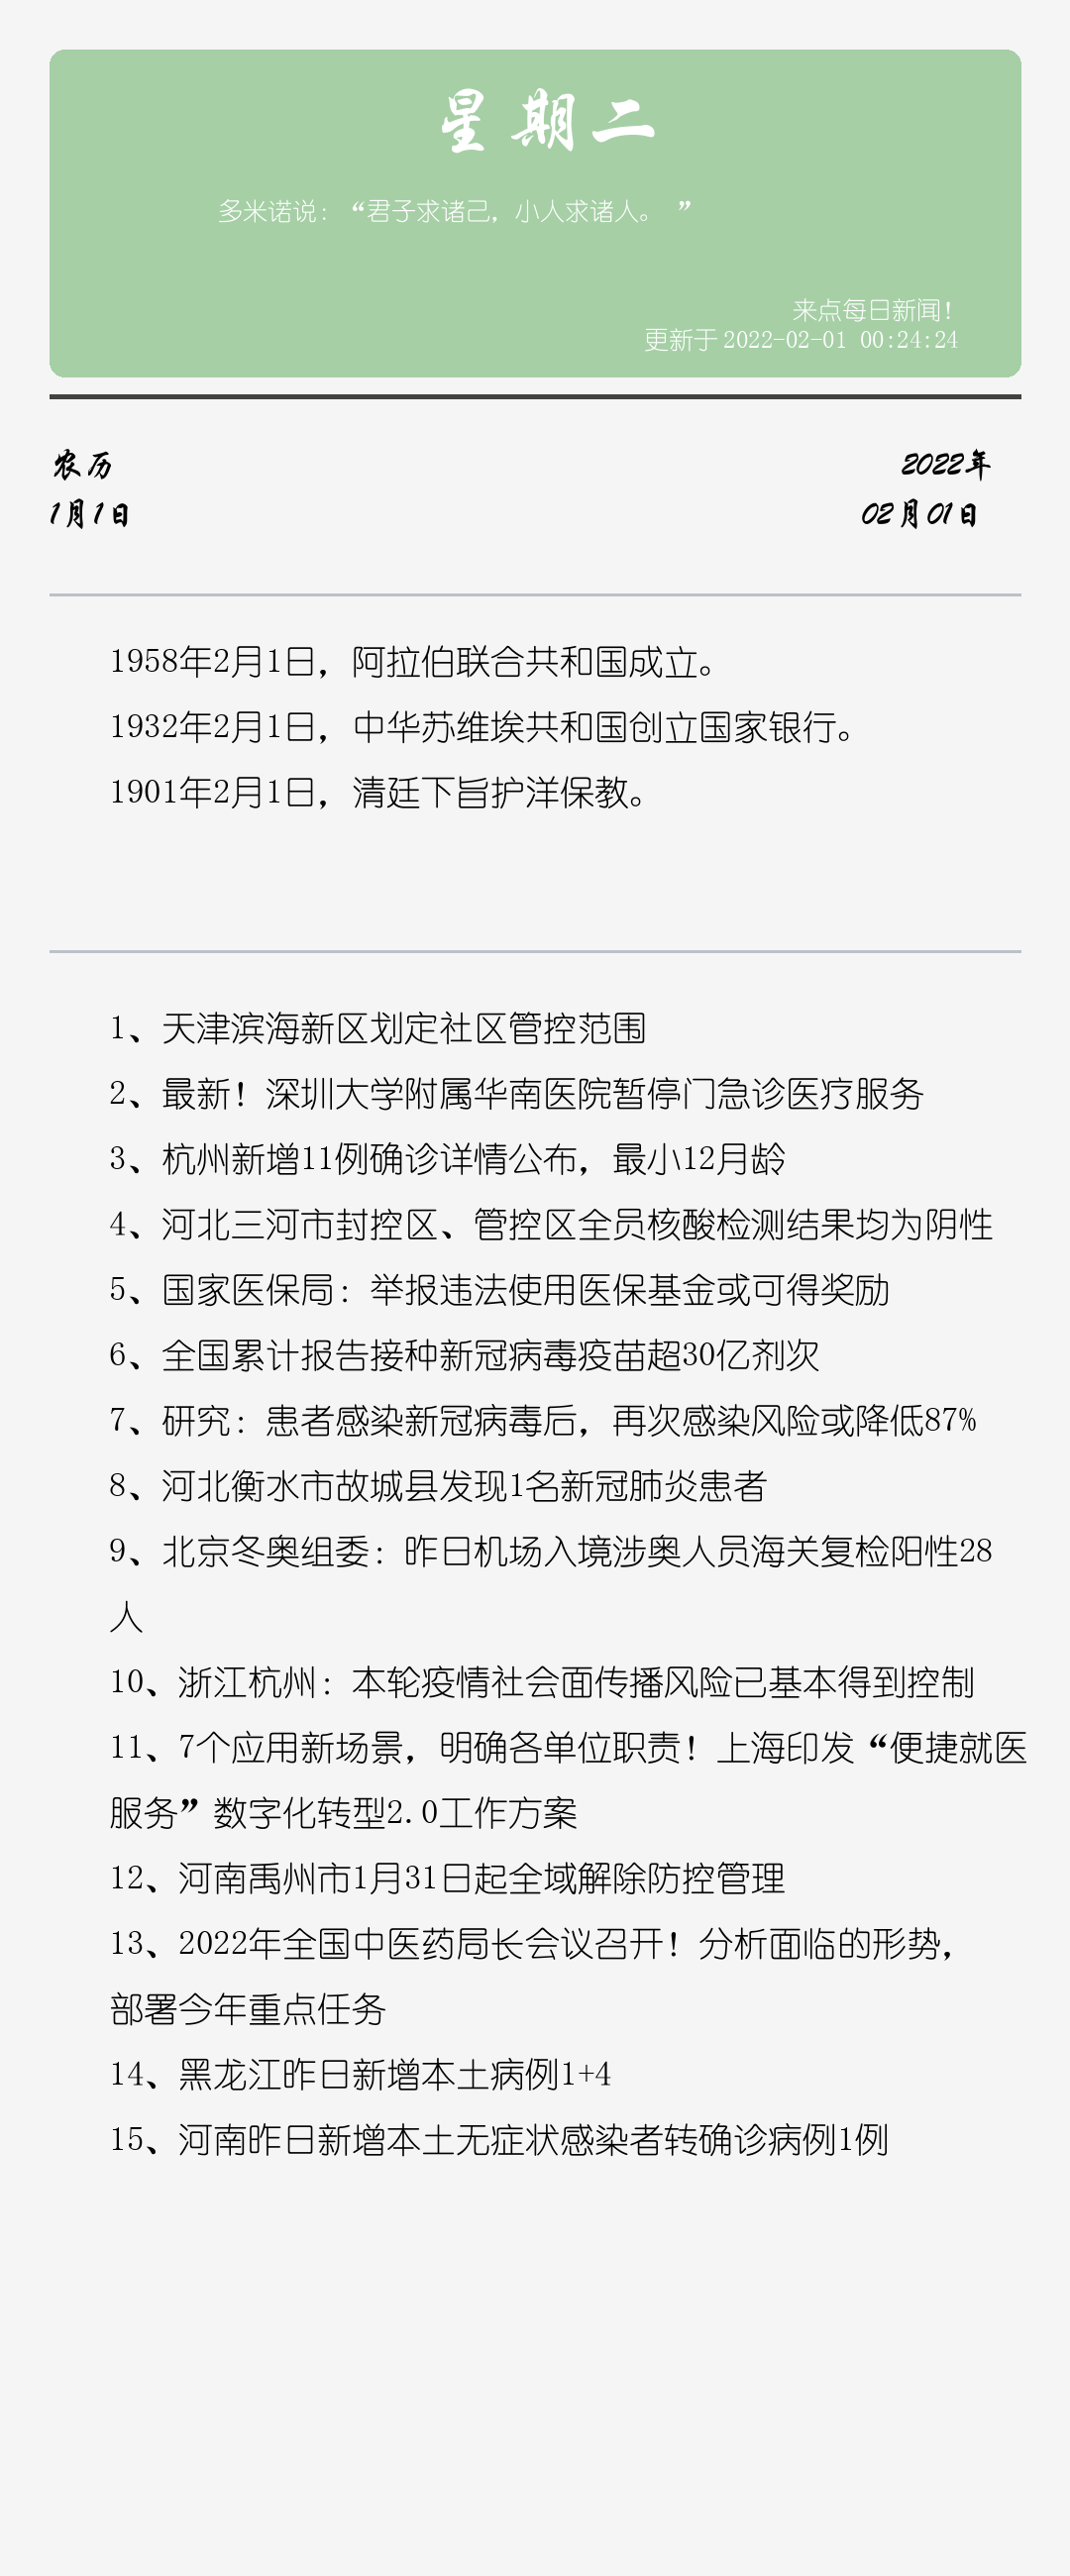 星期二
多米诺说：“君子求诸己，小人求诸人。 ”
来点每日新闻！
更新于 2022-02-01 00:24:24
农历
2022年
1月1日
02月01日
1958年2月1日，阿拉伯联合共和国成立。
1932年2月1日，中华苏维埃共和国创立国家银行。
1901年2月1日，清廷下旨护洋保教。
1、天津滨海新区划定社区管控范围
2、最新！深圳大学附属华南医院暂停门急诊医疗服务
3、杭州新增11例确诊详情公布，最小12月龄
4、河北三河市封控区、管控区全员核酸检测结果均为阴性
5、国家医保局：举报违法使用医保基金或可得奖励
6、全国累计报告接种新冠病毒疫苗超30亿剂次
7、研究：患者感染新冠病毒后，再次感染风险或降低87%
8、河北衡水市故城县发现1名新冠肺炎患者
9、北京冬奥组委：昨日机场入境涉奥人员海关复检阳性28
人
10、浙江杭州：本轮疫情社会面传播风险已基本得到控制
11、7个应用新场景，明确各单位职责！上海印发“便捷就医
服务”数字化转型2.0工作方案
12、河南禹州市1月31日起全域解除防控管理
13、2022年全国中医药局长会议召开！分析面临的形势，
部署今年重点任务
14、黑龙江昨日新增本土病例1+4
15、河南昨日新增本土无症状感染者转确诊病例1例